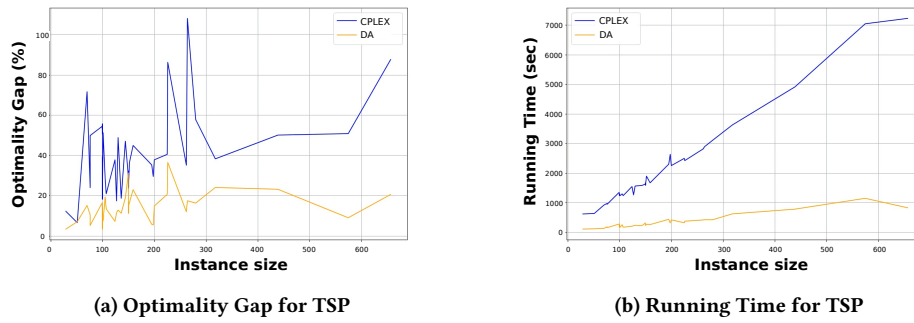 CPLEX
DA
100
80
60
40
20
0
Optimality Gap (%)
0
100
200
300
400
500
600
Instance size
(a) Optimality Gap for TSP
CPLEX
DA
7000
6000
5000
4000
3000
2000
1000
0
Running Time (sec)
0
100
200
300
400
500
600
Instance size
(b) Running Time for TSP